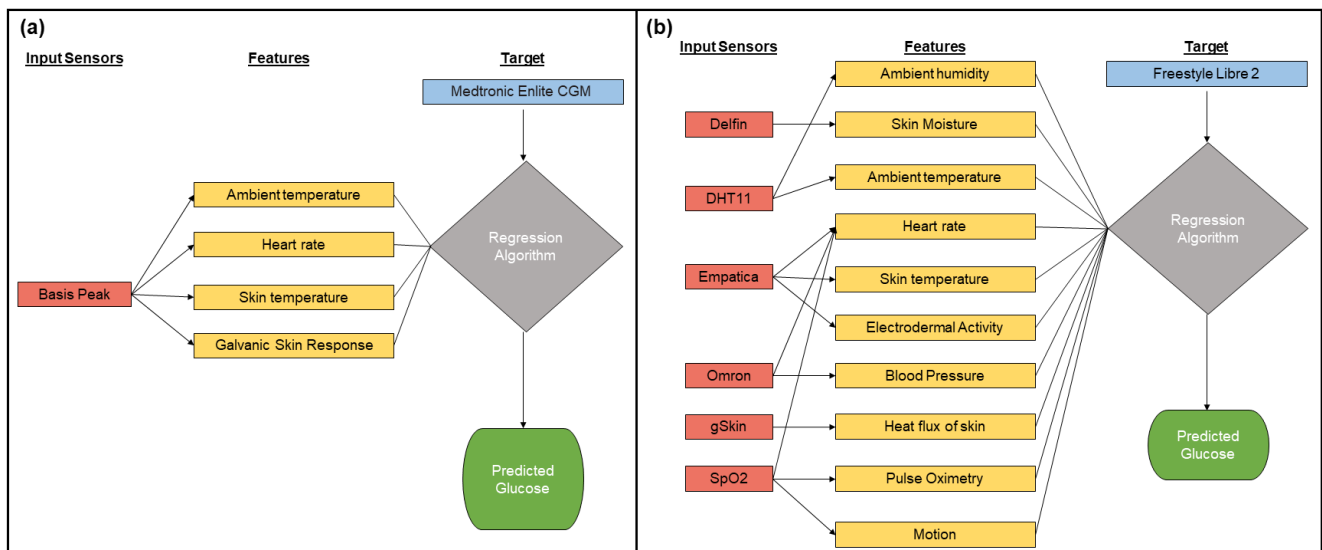 (a)
Input Sensors
Features
Target
Medtronic Enlite CGM
Ambient temperature
Heart rate
Regression
Algorithm
Basis Peak
Skin temperature
Galvanic Skin Response
Predicted
Glucose
(b)
Input Sensors
Features
Target
Ambient humidity
Freestyle Libre 2
Delfin
Skin Moisture
DHT11
Ambient temperature
Heart rate
Regression
Algorithm
Empatica
Skin temperature
Electrodermal Activity
Omron
Blood Pressure
gSkin
Heat flux of skin
Predicted
Glucose
SpO2
Pulse Oximetry
Motion